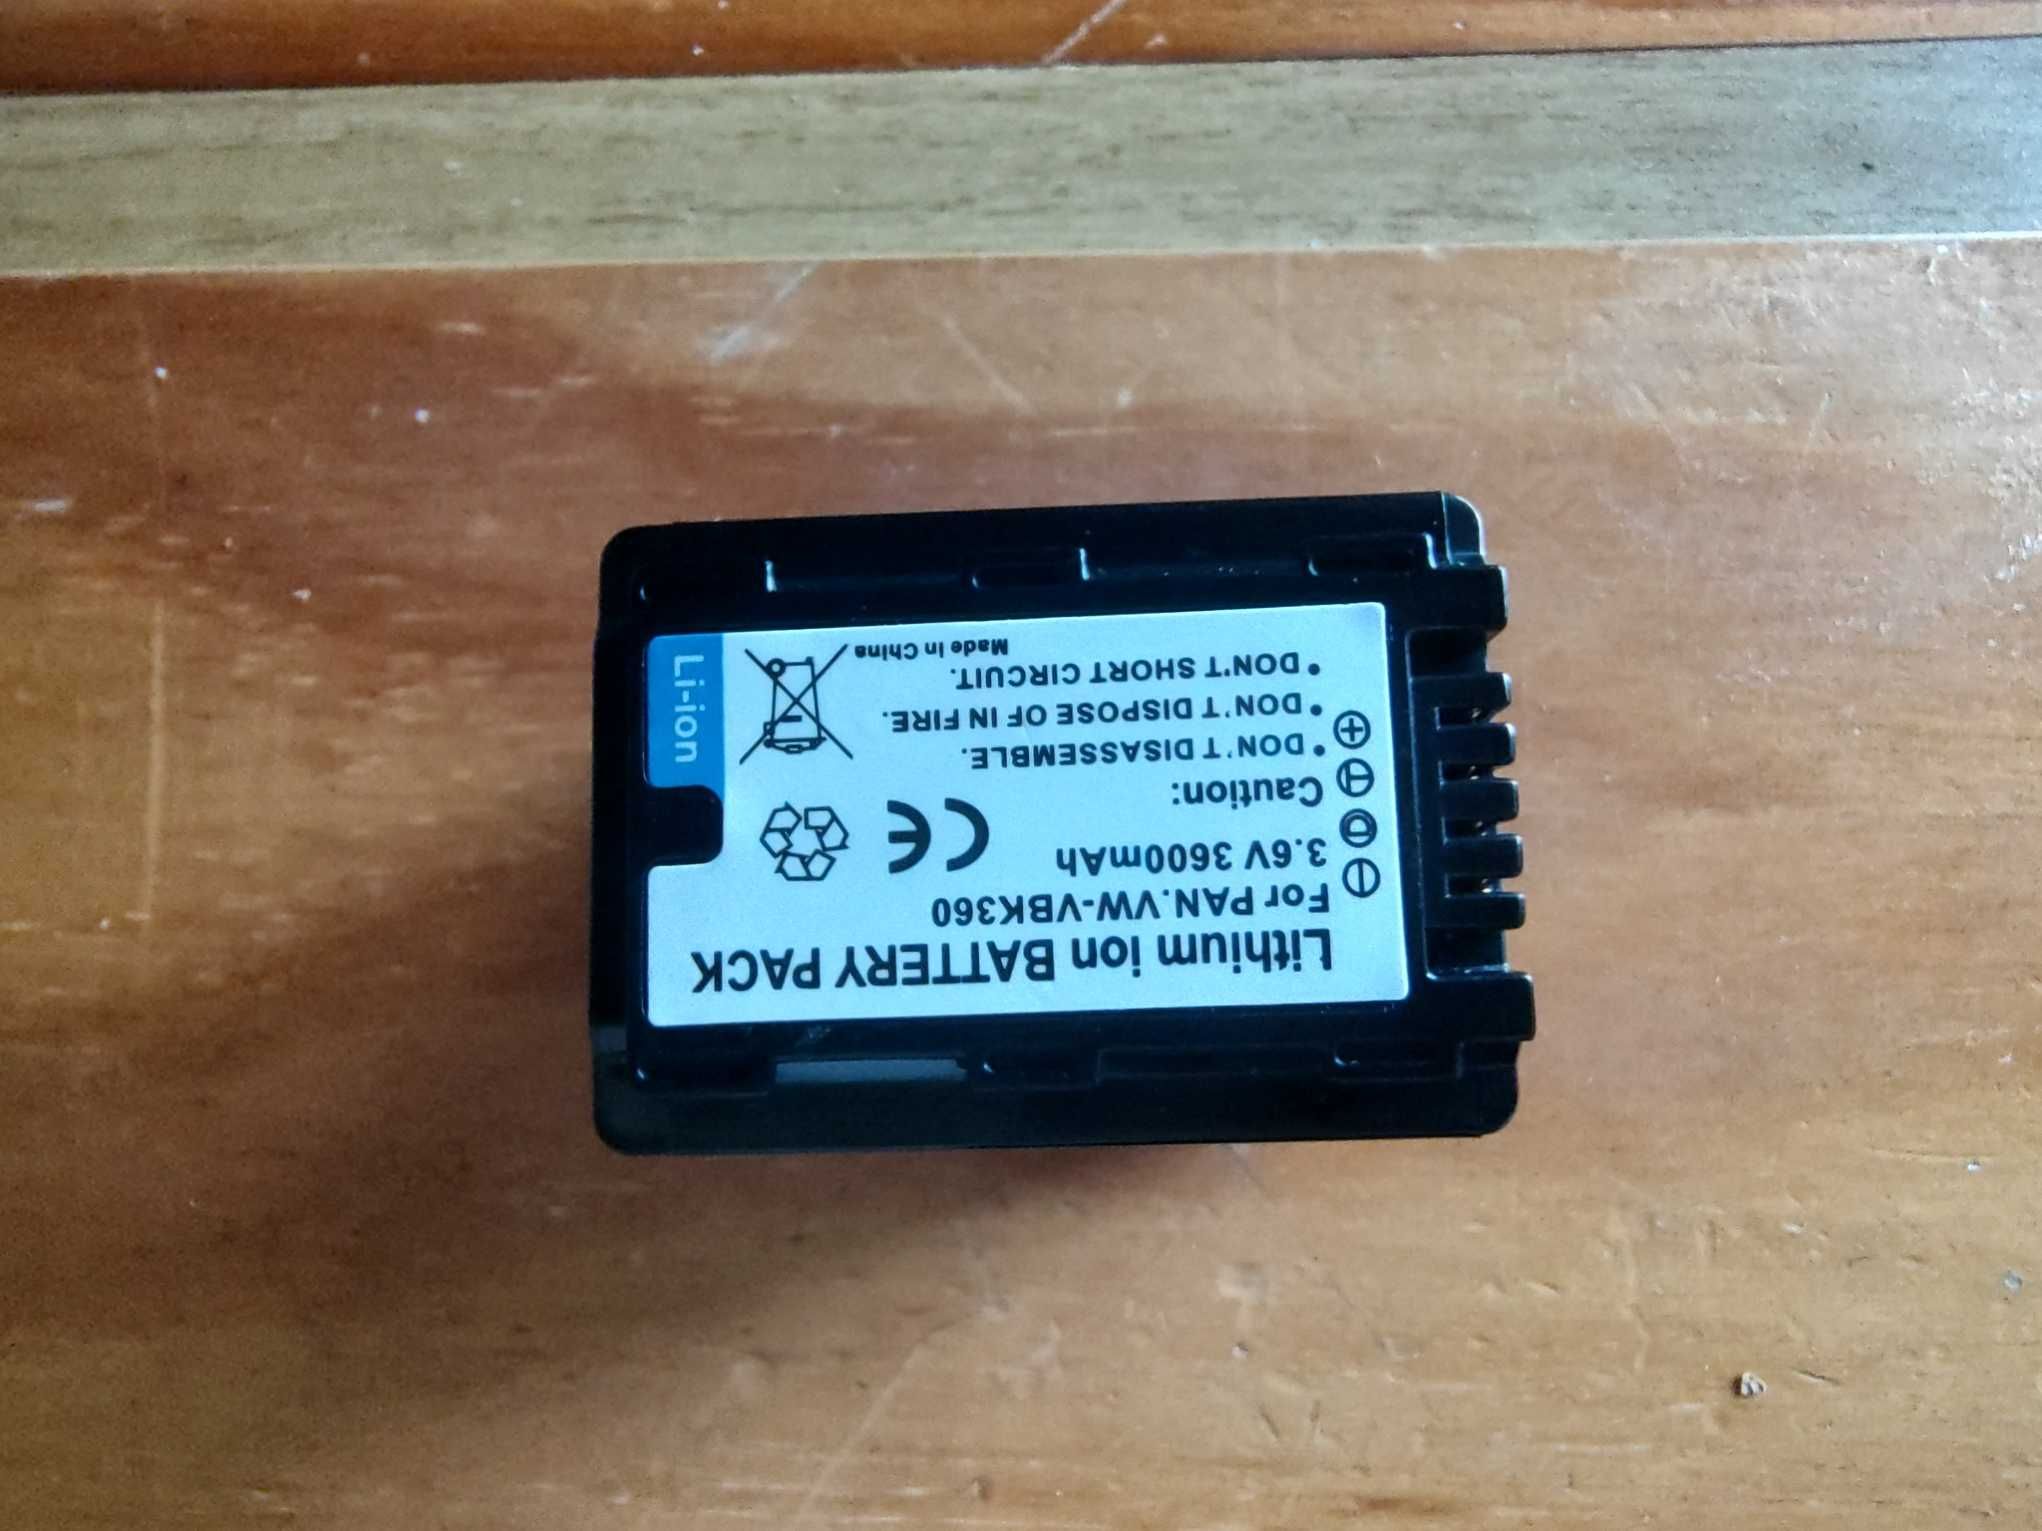 Lithium ion BATTERY PACK
For PAN.VW-VBK360
3.6V 3600mAh
Caution:
• DON'T DISASSEMBLE.
• DON'T DISPOSE OF IN FIRE.
• DON'T SHORT CIRCUIT.
Made In China
CE
Li-ion